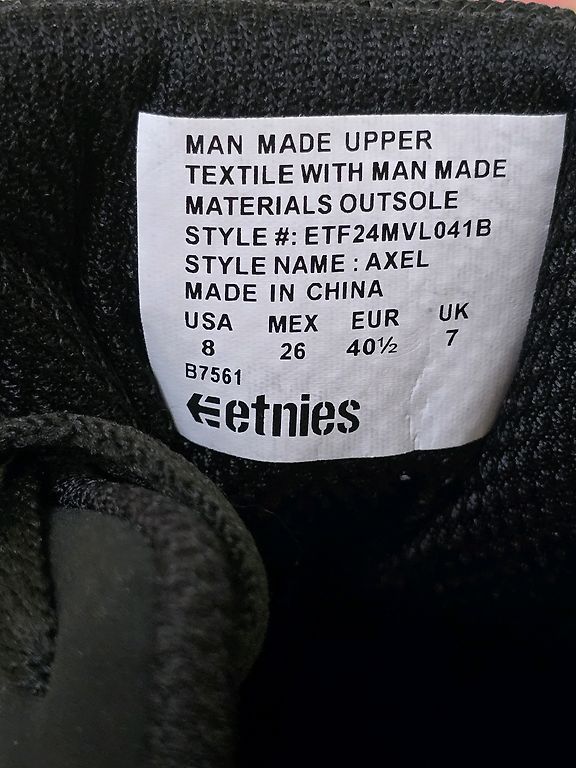 MAN MADE UPPER
TEXTILE WITH MAN MADE
MATERIALS OUTSOLE
STYLE #: ETF24MVL041B
STYLE NAME : AXEL
MADE IN CHINA
USA MEX EUR UK
8 26 40½ 7
B7561
etnies